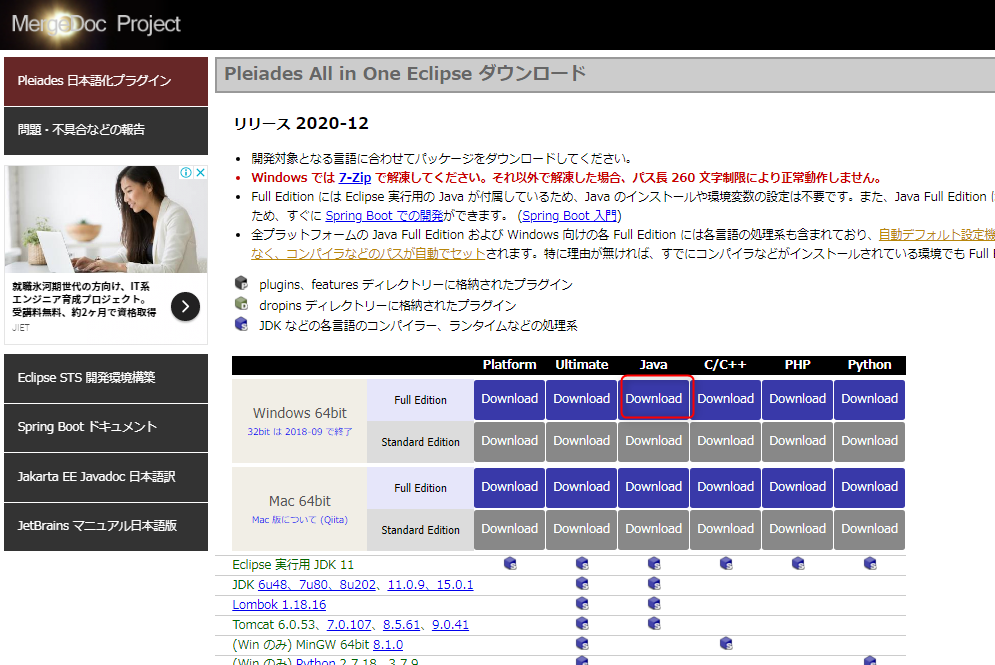 MergeDoc Project
Pleiades 日本語化プラグイン
問題・不具合などの報告
就職氷河期世代の方向け、IT系
エンジニア育成プロジェクト。
受講料無料、約2ヶ月で資格取得
JIET
Eclipse STS 開発環境構築
Spring Boot ドキュメント
Jakarta EE Javadoc 日本語訳
JetBrains マニュアル日本語版
Pleiades All in One Eclipse ダウンロード
リリース 2020-12
開発対象となる言語に合わせてパッケージをダウンロードしてください。
Windows では 7-Zip で解凍してください。それ以外で解凍した場合、パス長 260 文字制限により正常動作しません。
Full Edition には Eclipse 実行用の Java が付属しているため、Java のインストールや環境変数の設定は不要です。また、Java Full Edition
ため、すぐに Spring Boot での開発ができます。 (Spring Boot 入門)
全プラットフォームの Java Full Edition および Windows 向けの各 Full Edition には各言語の処理系も含まれており、自動デフォルト設定機
なく、コンパイラなどのパスが自動でセットされます。特に理由が無ければ、すでにコンパイラなどがインストールされている環境でも Full
plugins、features ディレクトリーに格納されたプラグイン
dropins ディレクトリーに格納されたプラグイン
JDK などの各言語のコンパイラー、ランタイムなどの処理系
Platform Ultimate Java C/C++ PHP Python
Windows 64bit
32bit は 2018-09 で終了
Full Edition Download Download Download Download Download Download
Standard Edition Download Download Download Download Download Download
Mac 64bit
Mac 版について (Qiita)
Full Edition Download Download Download Download Download Download
Standard Edition Download Download Download Download Download Download
Eclipse 実行用 JDK 11
JDK 6u48、7u80、8u202、11.0.9、15.0.1
Lombok 1.18.16
Tomcat 6.0.53、7.0.107、8.5.61、9.0.41
(Win のみ) MinGW 64bit 8.1.0
(Win のみ) Python 2.7.18、3.7.9